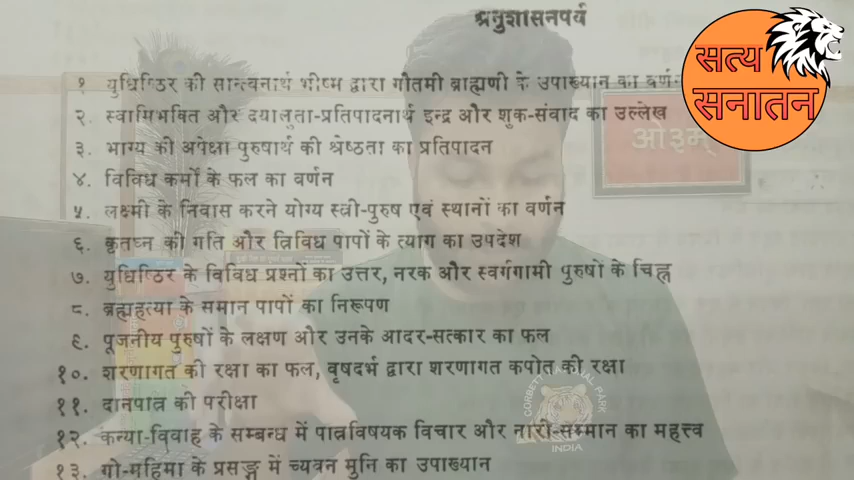 अनुशासनपर्व
सत्य
सनातन
१ युधिष्ठिर की सान्त्वनार्थ भीष्म द्वारा गौतमी ब्राह्मणी के उपाख्यान का वर्णन
२. स्वामिभक्ति और दयालुता-प्रतिपादनार्थ इन्द्र और शुक-संवाद का उल्लेख
३. भाग्य की अपेक्षा पुरुषार्थ की श्रेष्ठता का प्रतिपादन
ओ३म्
४. विविध कर्मों के फल का वर्णन
५. लक्ष्मी के निवास करने योग्य स्त्री-पुरुष एवं स्थानों का वर्णन
६. कृतघ्न की गति और त्रिविध पापों के त्याग का उपदेश
७. युधिष्ठिर के विविध प्रश्नों का उत्तर, नरक और स्वर्गगामी पुरुषों के चिह्न
८. ब्रह्महत्या के समान पापों का निरूपण
९. पूजनीय पुरुषों के लक्षण और उनके आदर-सत्कार का फल
१०. शरणागत की रक्षा का फल, वृषदर्भ द्वारा शरणागत कपोत की रक्षा
११. दानपात्र की परीक्षा
CORBETT NATIONAL PARK
INDIA
१२. कन्या-विवाह के सम्बन्ध में पात्रविषयक विचार और नारी-सम्मान का महत्त्व
१३. गो-महिमा के प्रसङ्ग में च्यवन मुनि का उपाख्यान